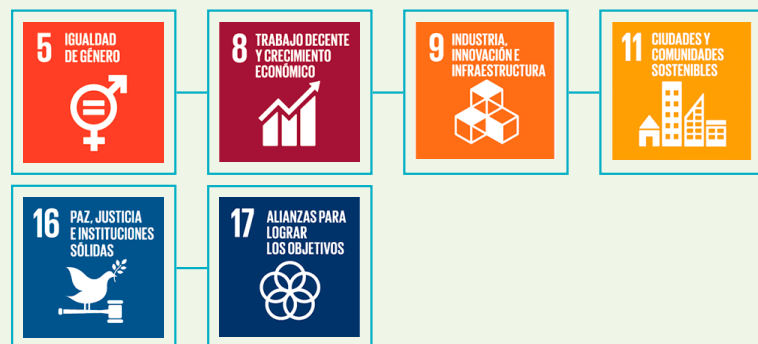 5 IGUALDAD
DE GÉNERO
8 TRABAJO DECENTE
Y CRECIMIENTO
ECONÓMICO
9 INDUSTRIA,
INNOVACIÓN E
INFRAESTRUCTURA
11 CIUDADES Y
COMUNIDADES
SOSTENIBLES
16 PAZ, JUSTICIA
E INSTITUCIONES
SÓLIDAS
17 ALIANZAS PARA
LOGRAR
LOS OBJETIVOS